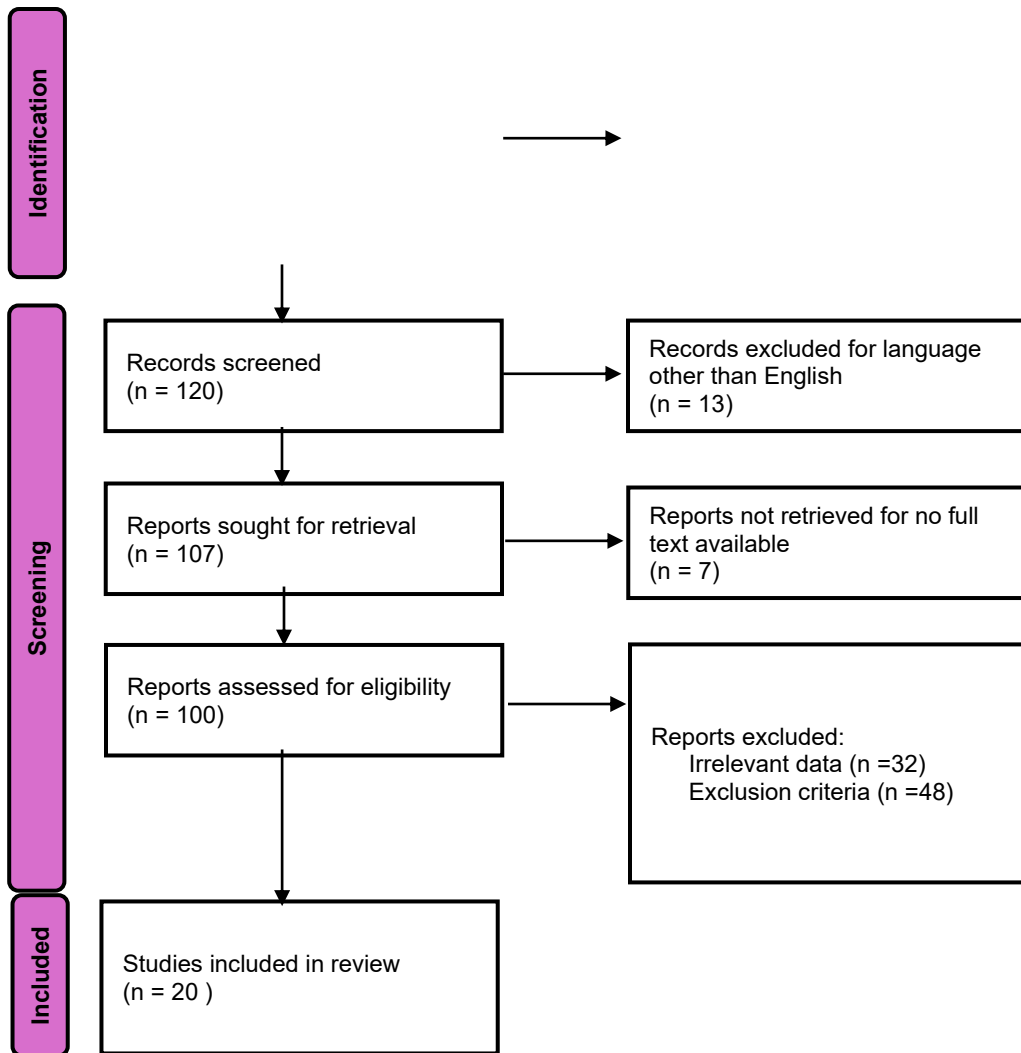 Identification
Records screened
(n = 120)
Records excluded for language
other than English
(n = 13)
Screening
Reports sought for retrieval
(n = 107)
Reports not retrieved for no full
text available
(n = 7)
Reports assessed for eligibility
(n = 100)
Reports excluded:
Irrelevant data (n =32)
Exclusion criteria (n =48)
Included
Studies included in review
(n = 20 )